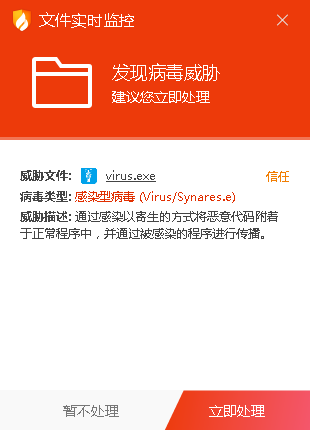 文件实时监控
发现病毒威胁
建议您立即处理
威胁文件: virus.exe 信任
病毒类型: 感染型病毒 (Virus/Synares.e)
威胁描述: 通过感染以寄生的方式将恶意代码附着
于正常程序中，并通过被感染的程序进行传播。
暂不处理 立即处理